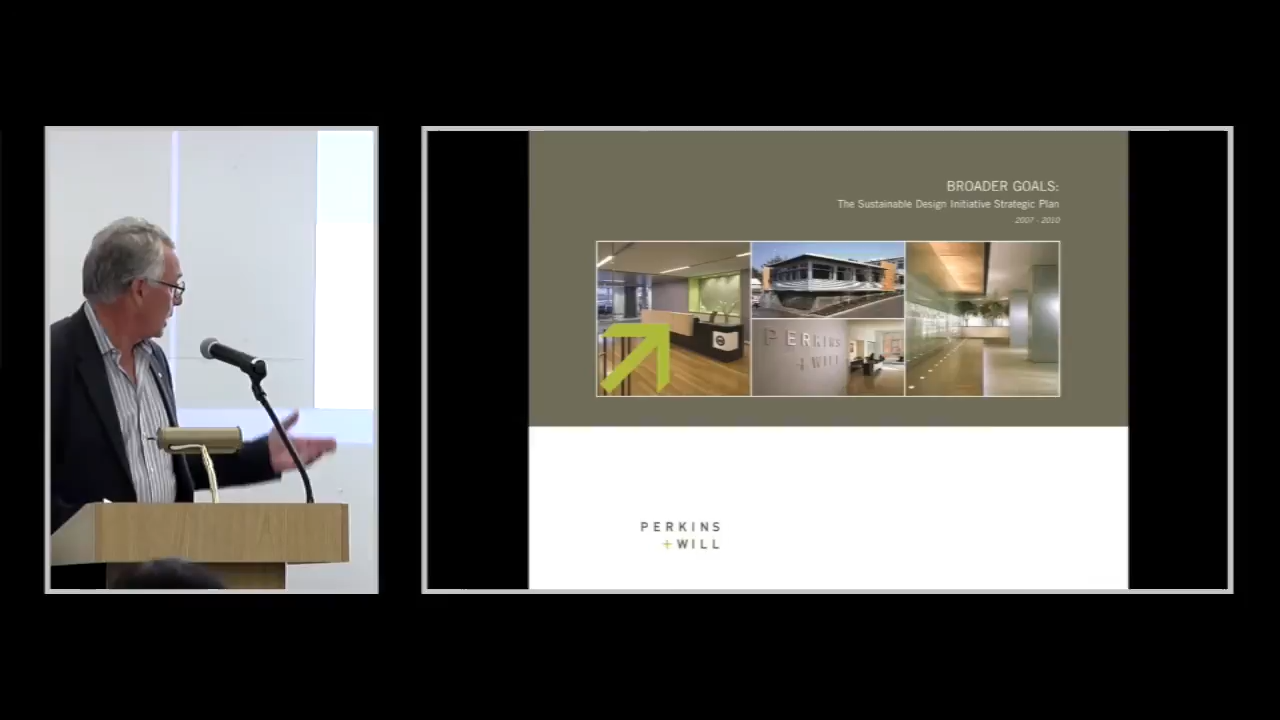 BROADER GOALS:
The Sustainable Design Initiative Strategic Plan
2007 - 2010
PERKINS
+ WILL
PERKINS
+WILL